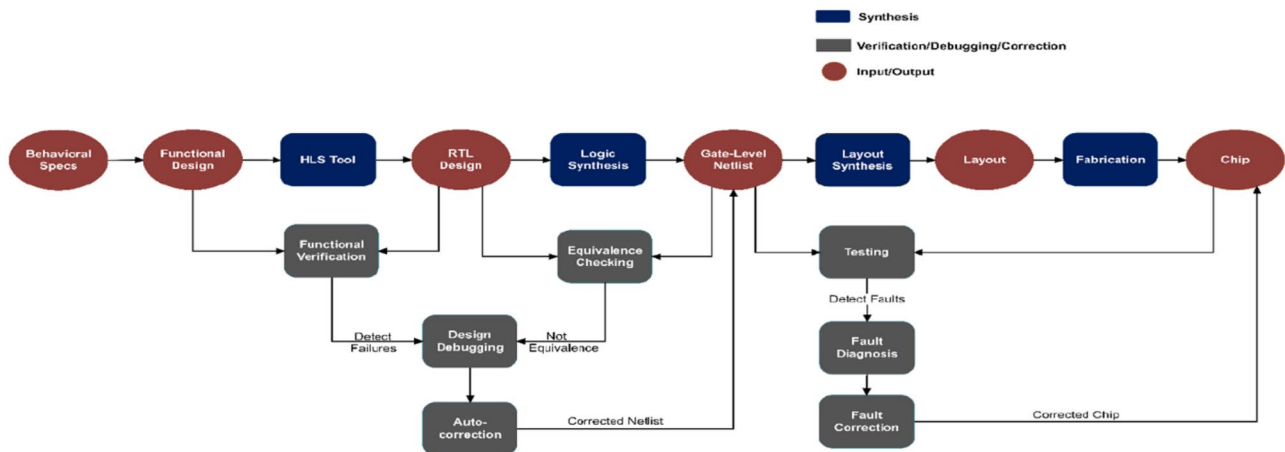 Synthesis
Verification/Debugging/Correction
Input/Output
Behavioral
Specs
Functional
Design
HLS Tool
RTL
Design
Logic
Synthesis
Gate-Level
Netlist
Layout
Synthesis
Layout
Fabrication
Chip
Functional
Verification
Equivalence
Checking
Testing
Detect Faults
Detect
Failures
Design
Debugging
Not
Equivalence
Fault
Diagnosis
Auto-
correction
Corrected Netlist
Fault
Correction
Corrected Chip